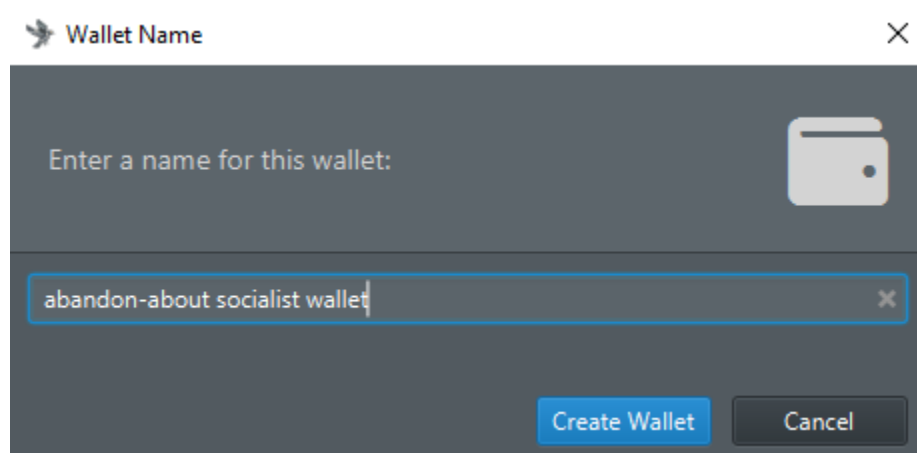 Wallet Name
Enter a name for this wallet:
abandon-about socialist wallet
Create Wallet
Cancel